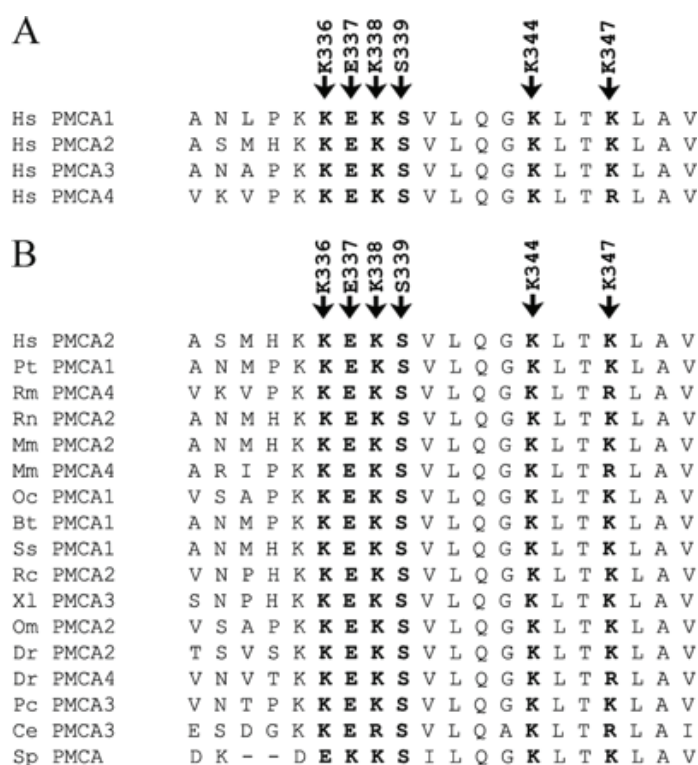 A
K336 E337 K338 S339 K344 K347
Hs PMCA1 A N L P K K E K S V L Q G K L T K L A V
Hs PMCA2 A S M H K K E K S V L Q G K L T K L A V
Hs PMCA3 A N A P K K E K S V L Q G K L T K L A V
Hs PMCA4 V K V P K K E K S V L Q G K L T R L A V
B
K336 E337 K338 S339 K344 K347
Hs PMCA2 A S M H K K E K S V L Q G K L T K L A V
Pt PMCA1 A N M P K K E K S V L Q G K L T K L A V
Rm PMCA4 V K V P K K E K S V L Q G K L T R L A V
Rn PMCA2 A N M H K K E K S V L Q G K L T K L A V
Mm PMCA2 A N M H K K E K S V L Q G K L T K L A V
Mm PMCA4 A R I P K K E K S V L Q G K L T R L A V
Oc PMCA1 V S A P K K E K S V L Q G K L T K L A V
Bt PMCA1 A N M P K K E K S V L Q G K L T K L A V
Ss PMCA1 A N M H K K E K S V L Q G K L T K L A V
Rc PMCA2 V N P H K K E K S V L Q G K L T K L A V
Xl PMCA3 S N P H K K E K S V L Q G K L T K L A V
Om PMCA2 V S A P K K E K S V L Q G K L T K L A V
Dr PMCA2 T S V S K K E K S V L Q G K L T K L A V
Dr PMCA4 V N V T K K E K S V L Q G K L T R L A V
Pc PMCA3 V N T P K K E K S V L Q G K L T K L A V
Ce PMCA3 E S D G K K E R S V L Q A K L T R L A I
Sp PMCA D K - - D E K K S I L Q G K L T K L A V